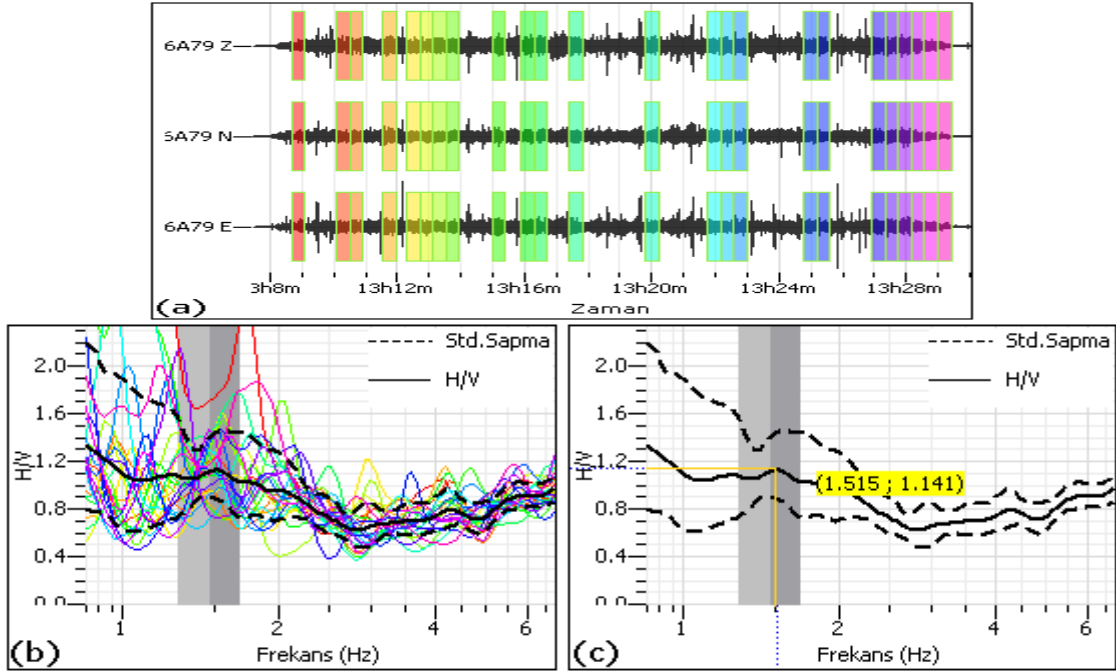 6A79 Z
6A79 N
6A79 E
3h8m 13h12m 13h16m 13h20m 13h24m 13h28m
Zaman
(a)
Std.Sapma
H/V
2.0
1.6
1.2
0.8
0.4
0.0
H/V
1 2 4 6
Frekans (Hz)
(b)
Std.Sapma
H/V
2.0
1.6
1.2
0.8
0.4
0.0
H/V
(1.515 ; 1.141)
1 2 4 6
Frekans (Hz)
(c)